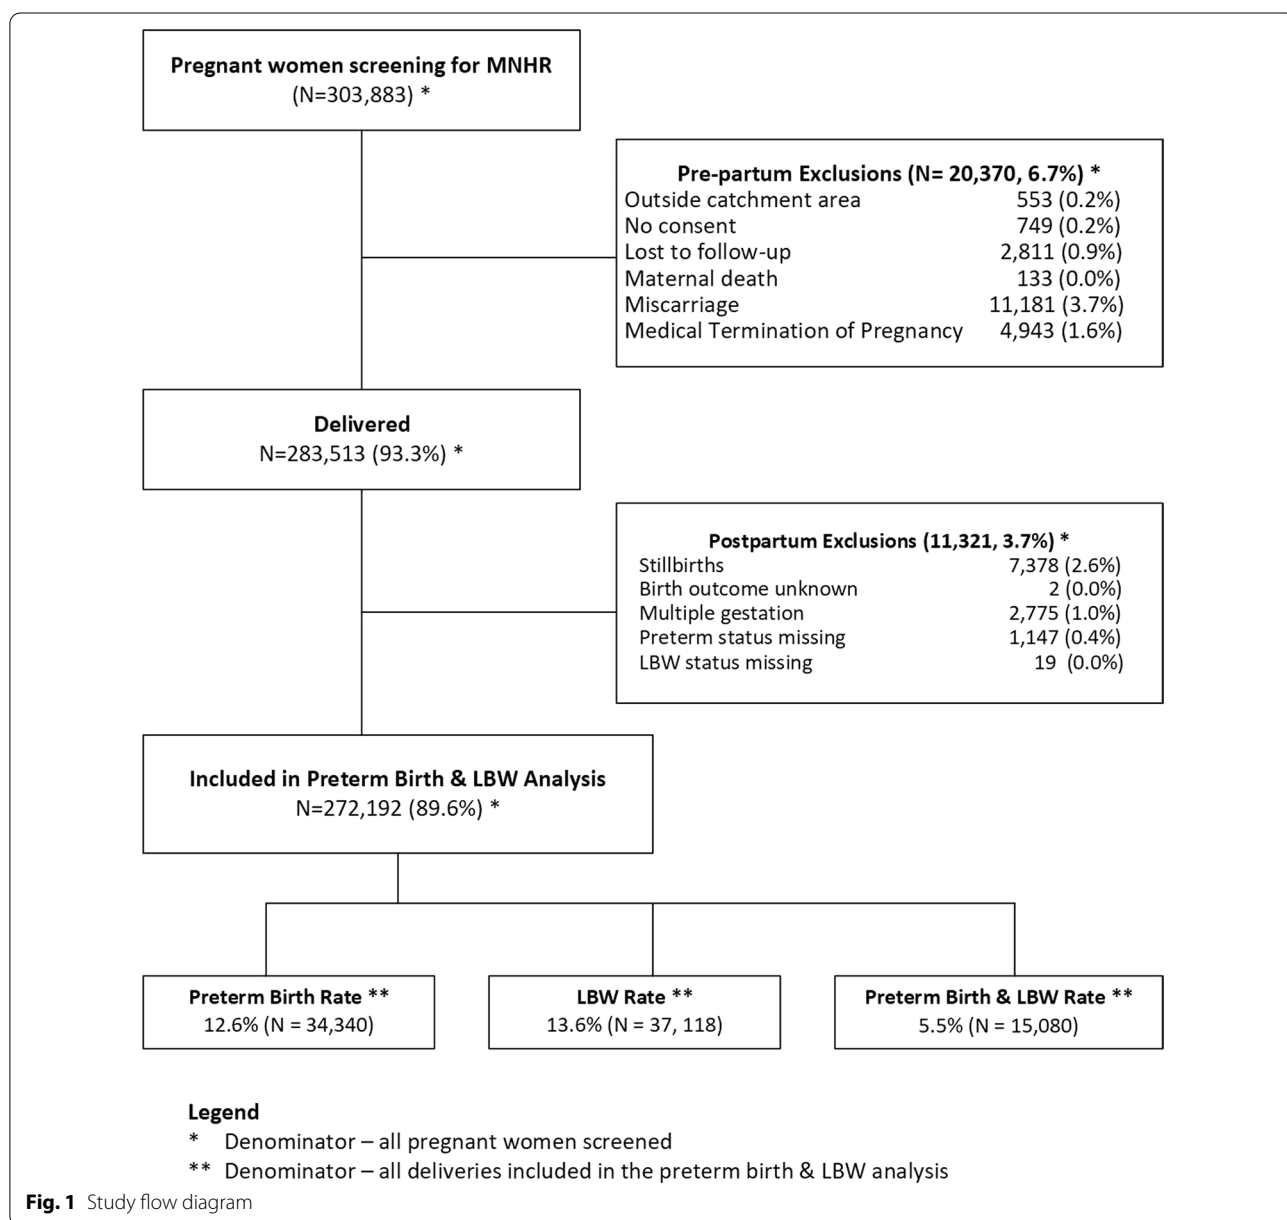 Pregnant women screening for MNHR
(N=303,883) *
Pre-partum Exclusions (N= 20,370, 6.7%) *
Outside catchment area 553 (0.2%)
No consent 749 (0.2%)
Lost to follow-up 2,811 (0.9%)
Maternal death 133 (0.0%)
Miscarriage 11,181 (3.7%)
Medical Termination of Pregnancy 4,943 (1.6%)
Delivered
N=283,513 (93.3%) *
Postpartum Exclusions (11,321, 3.7%) *
Stillbirths 7,378 (2.6%)
Birth outcome unknown 2 (0.0%)
Multiple gestation 2,775 (1.0%)
Preterm status missing 1,147 (0.4%)
LBW status missing 19 (0.0%)
Included in Preterm Birth & LBW Analysis
N=272,192 (89.6%) *
Preterm Birth Rate **
12.6% (N = 34,340)
LBW Rate **
13.6% (N = 37, 118)
Preterm Birth & LBW Rate **
5.5% (N = 15,080)
Legend
* Denominator – all pregnant women screened
** Denominator – all deliveries included in the preterm birth & LBW analysis
Fig. 1 Study flow diagram